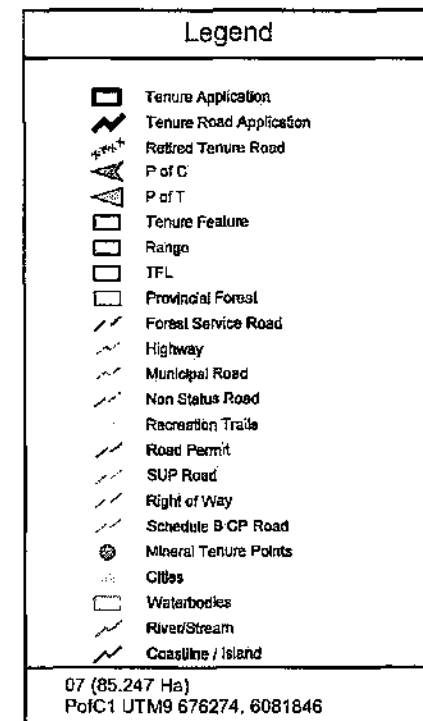 Legend
Tenure Application
Tenure Road Application
Retired Tenure Road
P of C
P of T
Tenure Feature
Range
TFL
Provincial Forest
Forest Service Road
Highway
Municipal Road
Non Status Road
Recreation Trails
Road Permit
SUP Road
Right of Way
Schedule B CP Road
Mineral Tenure Points
Cities
Waterbodies
River/Stream
Coastline / Island
07 (85.247 Ha)
PofC1 UTM9 676274, 6081846